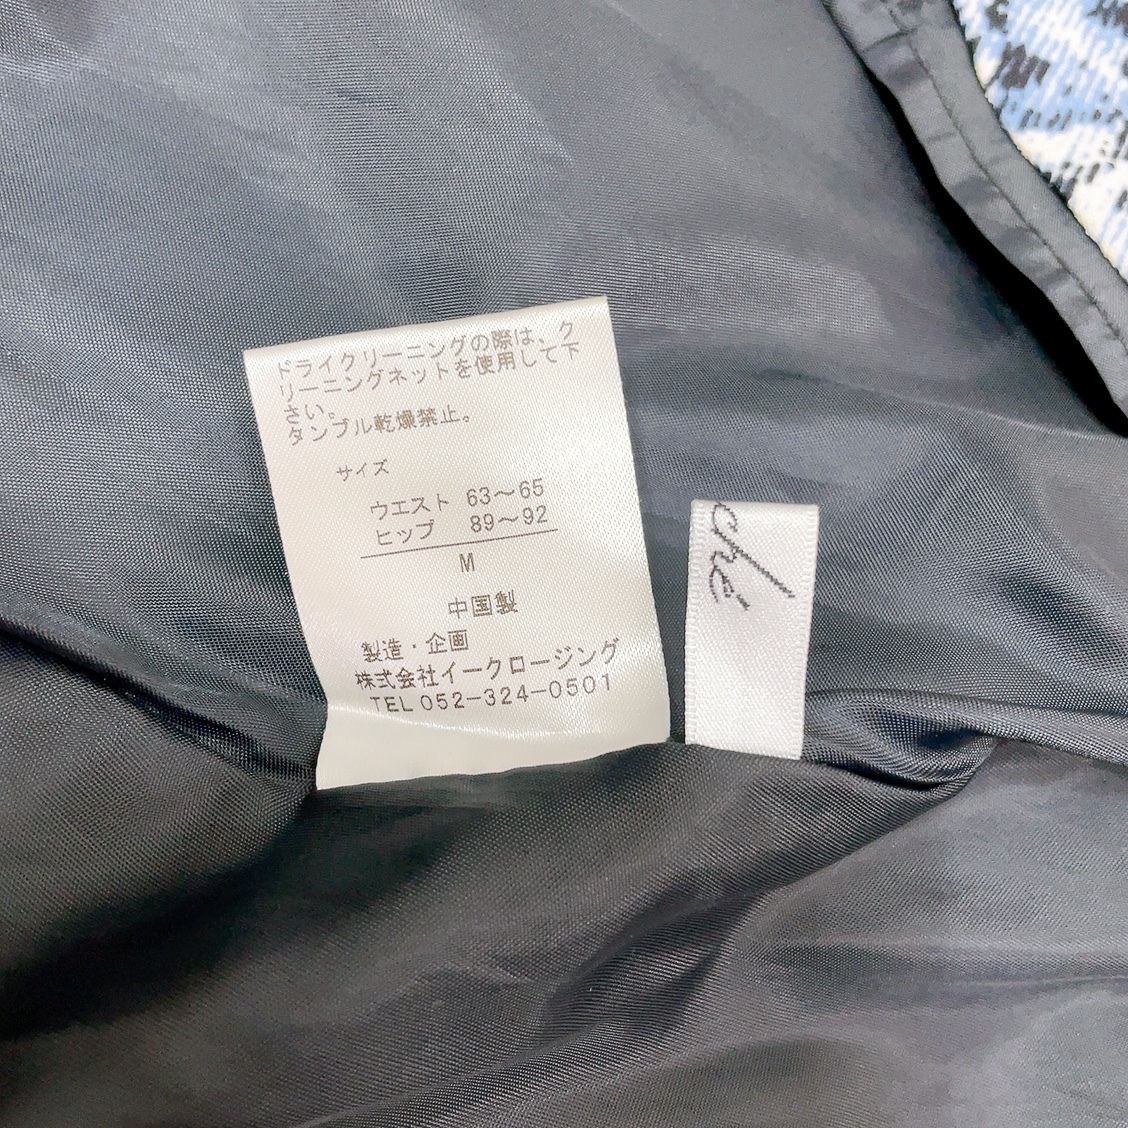 ドライクリーニングの際は、ク
リーニングネットを使用して下
さい。
タンブル乾燥禁止。
サイズ
ウエスト 63～65
ヒップ 89～92
M
中国製
製造・企画
株式会社イークロージング
TEL 052-324-0501
ché